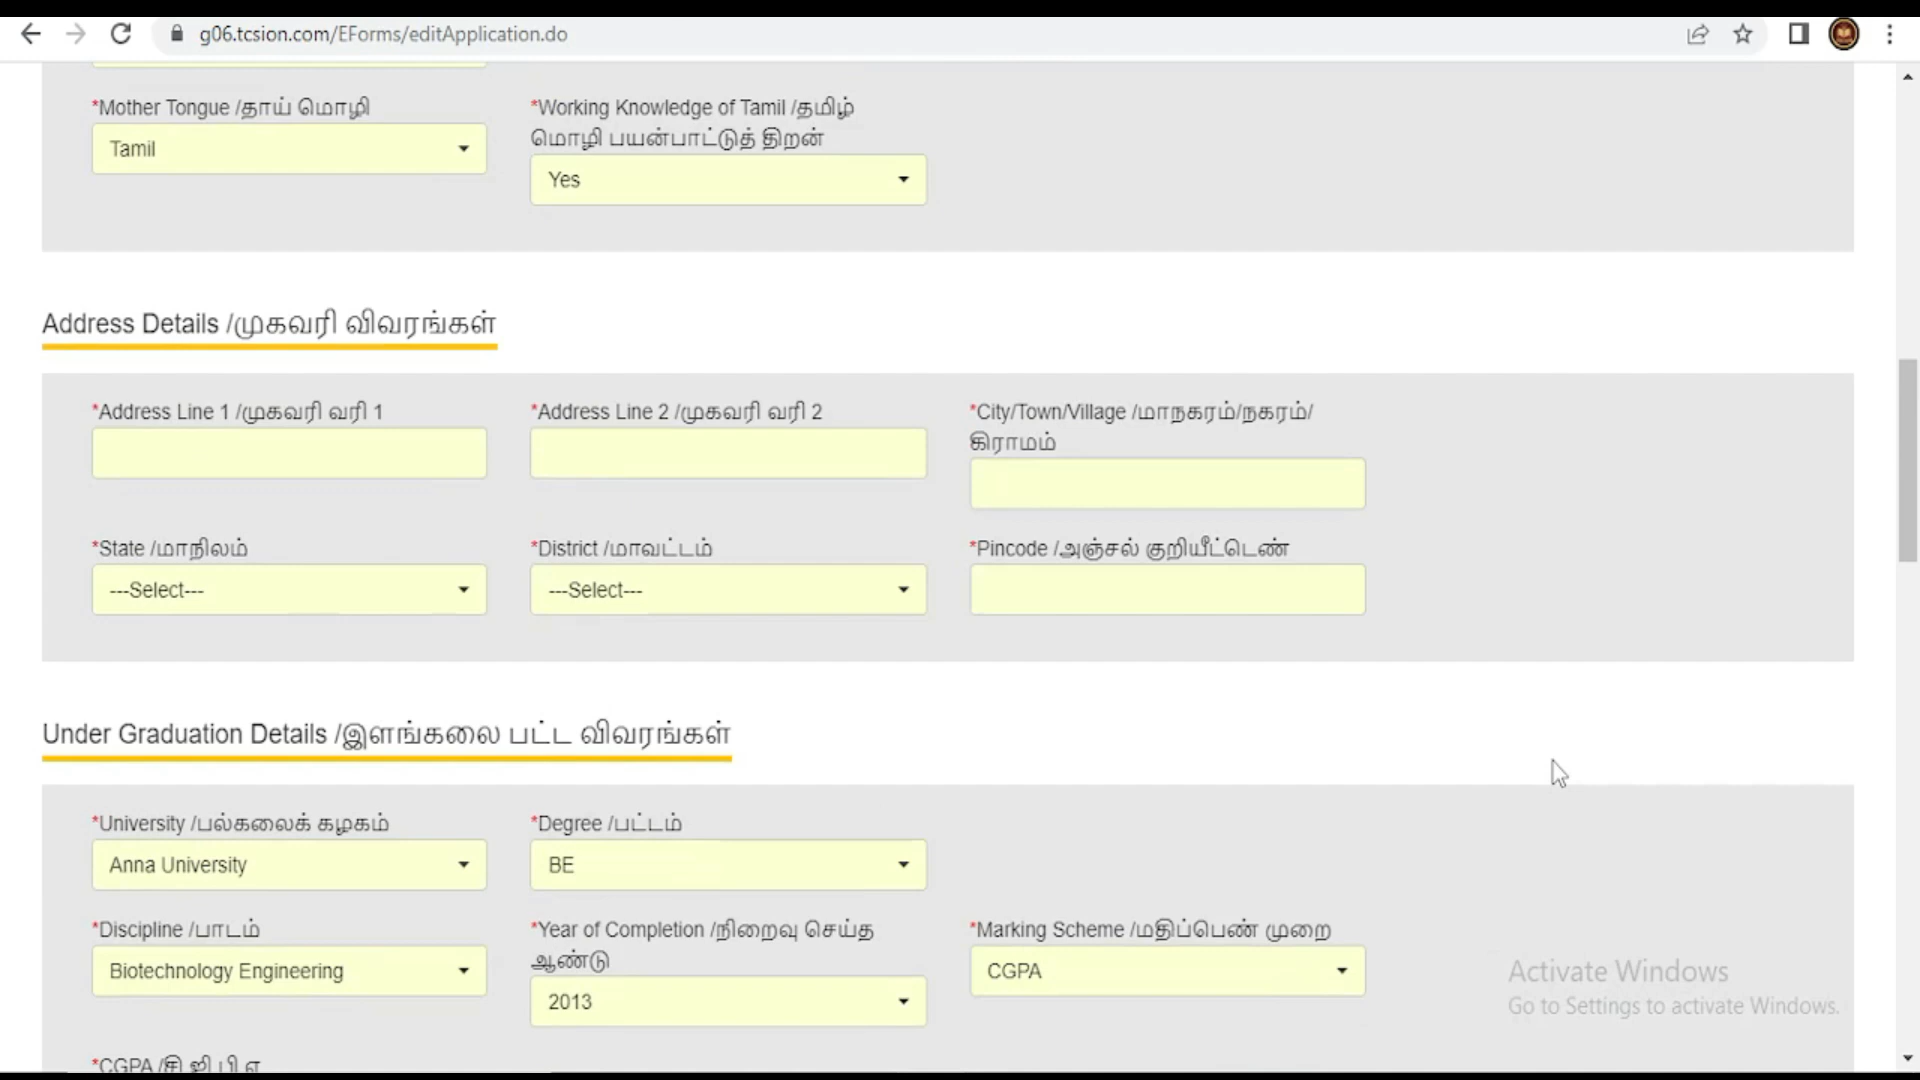 g06.tcsion.com/EForms/editApplication.do
*Mother Tongue /தாய் மொழி
*Working Knowledge of Tamil /தமிழ்
மொழி பயன்பாட்டுத் திறன்
Tamil
Yes
Address Details /முகவரி விவரங்கள்
*Address Line 1 /முகவரி வரி 1
*Address Line 2 /முகவரி வரி 2
*City/Town/Village /மாநகரம்/நகரம்/
கிராமம்
*State /மாநிலம்
*District /மாவட்டம்
*Pincode /அஞ்சல் குறியீட்டெண்
---Select---
---Select---
Under Graduation Details /இளங்கலை பட்ட விவரங்கள்
*University /பல்கலைக் கழகம்
*Degree /பட்டம்
Anna University
BE
*Discipline /பாடம்
*Year of Completion /நிறைவு செய்த
ஆண்டு
*Marking Scheme /மதிப்பெண் முறை
Biotechnology Engineering
2013
CGPA
Activate Windows
Go to Settings to activate Windows.
*CGPA /சி ஜி பி ஏ